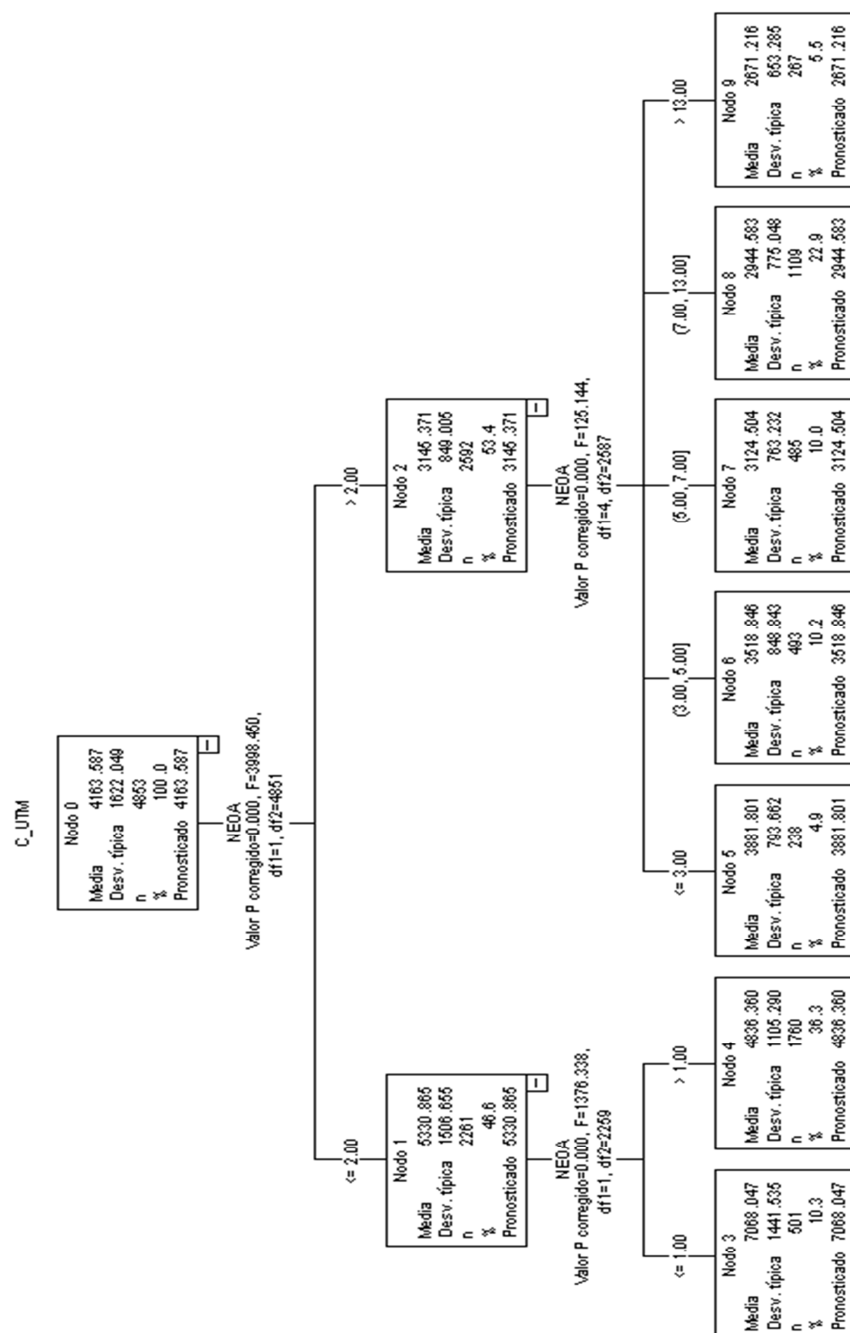 C_UTM
Nodo 0
Media 4163.587
Desv. típica 1622.049
n 4853
% 100.0
Pronosticado 4163.587
NEDA
Valor P corregido=0.000, F=3998.450,
df1=1, df2=4851
<= 2.00
> 2.00
Nodo 1
Media 5330.865
Desv. típica 1506.655
n 2261
% 46.6
Pronosticado 5330.865
Nodo 2
Media 3145.371
Desv. típica 849.005
n 2592
% 53.4
Pronosticado 3145.371
NEDA
Valor P corregido=0.000, F=1376.338,
df1=1, df2=2259
NEDA
Valor P corregido=0.000, F=125.144,
df1=4, df2=2587
<= 1.00
> 1.00
<= 3.00
(3.00, 5.00]
(5.00, 7.00]
(7.00, 13.00]
> 13.00
Nodo 3
Media 7068.047
Desv. típica 1441.535
n 501
% 10.3
Pronosticado 7068.047
Nodo 4
Media 4836.360
Desv. típica 1105.290
n 1760
% 36.3
Pronosticado 4836.360
Nodo 5
Media 3881.801
Desv. típica 793.662
n 238
% 4.9
Pronosticado 3881.801
Nodo 6
Media 3518.846
Desv. típica 848.843
n 493
% 10.2
Pronosticado 3518.846
Nodo 7
Media 3124.504
Desv. típica 763.232
n 485
% 10.0
Pronosticado 3124.504
Nodo 8
Media 2944.583
Desv. típica 775.048
n 1109
% 22.9
Pronosticado 2944.583
Nodo 9
Media 2671.216
Desv. típica 653.285
n 267
% 5.5
Pronosticado 2671.216